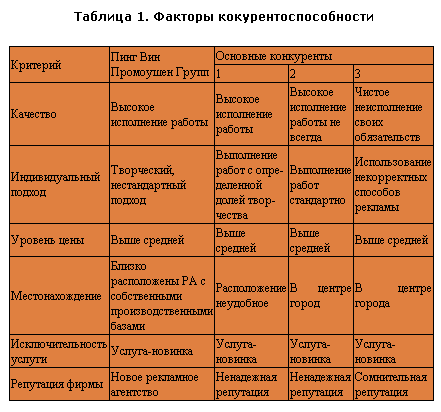 Таблица 1. Факторы кокурентоспособности
Критерий
Пинг Вин
Промоушен Групп
Основные конкуренты
1
2
3
Качество
Высокое
исполнение работы
Высокое
исполнение
работы
Высокое
исполнение
работы не
всегда
Чистое
неисполнение
своих
обязательств
Индивидуальный
подход
Творческий,
нестандартный
подход
Выполнение
работ с опре-
деленной
долей твор-
чества
Выполнение
работ
стандартно
Использование
некорректных
способов
рекламы
Уровень цены
Выше средней
Выше
средней
Выше
средней
Выше средней
Местонахождение
Близко
расположены РА с
собственными
производственными
базами
Расположение
неудобное
В центре
город
В центре
города
Исключительность
услуги
Услуга-новинка
Услуга-
новинка
Услуга-
новинка
Услуга-
новинка
Репутация фирмы
Новое рекламное
агентство
Ненадежная
репутация
Ненадежная
репутация
Сомнительная
репутация